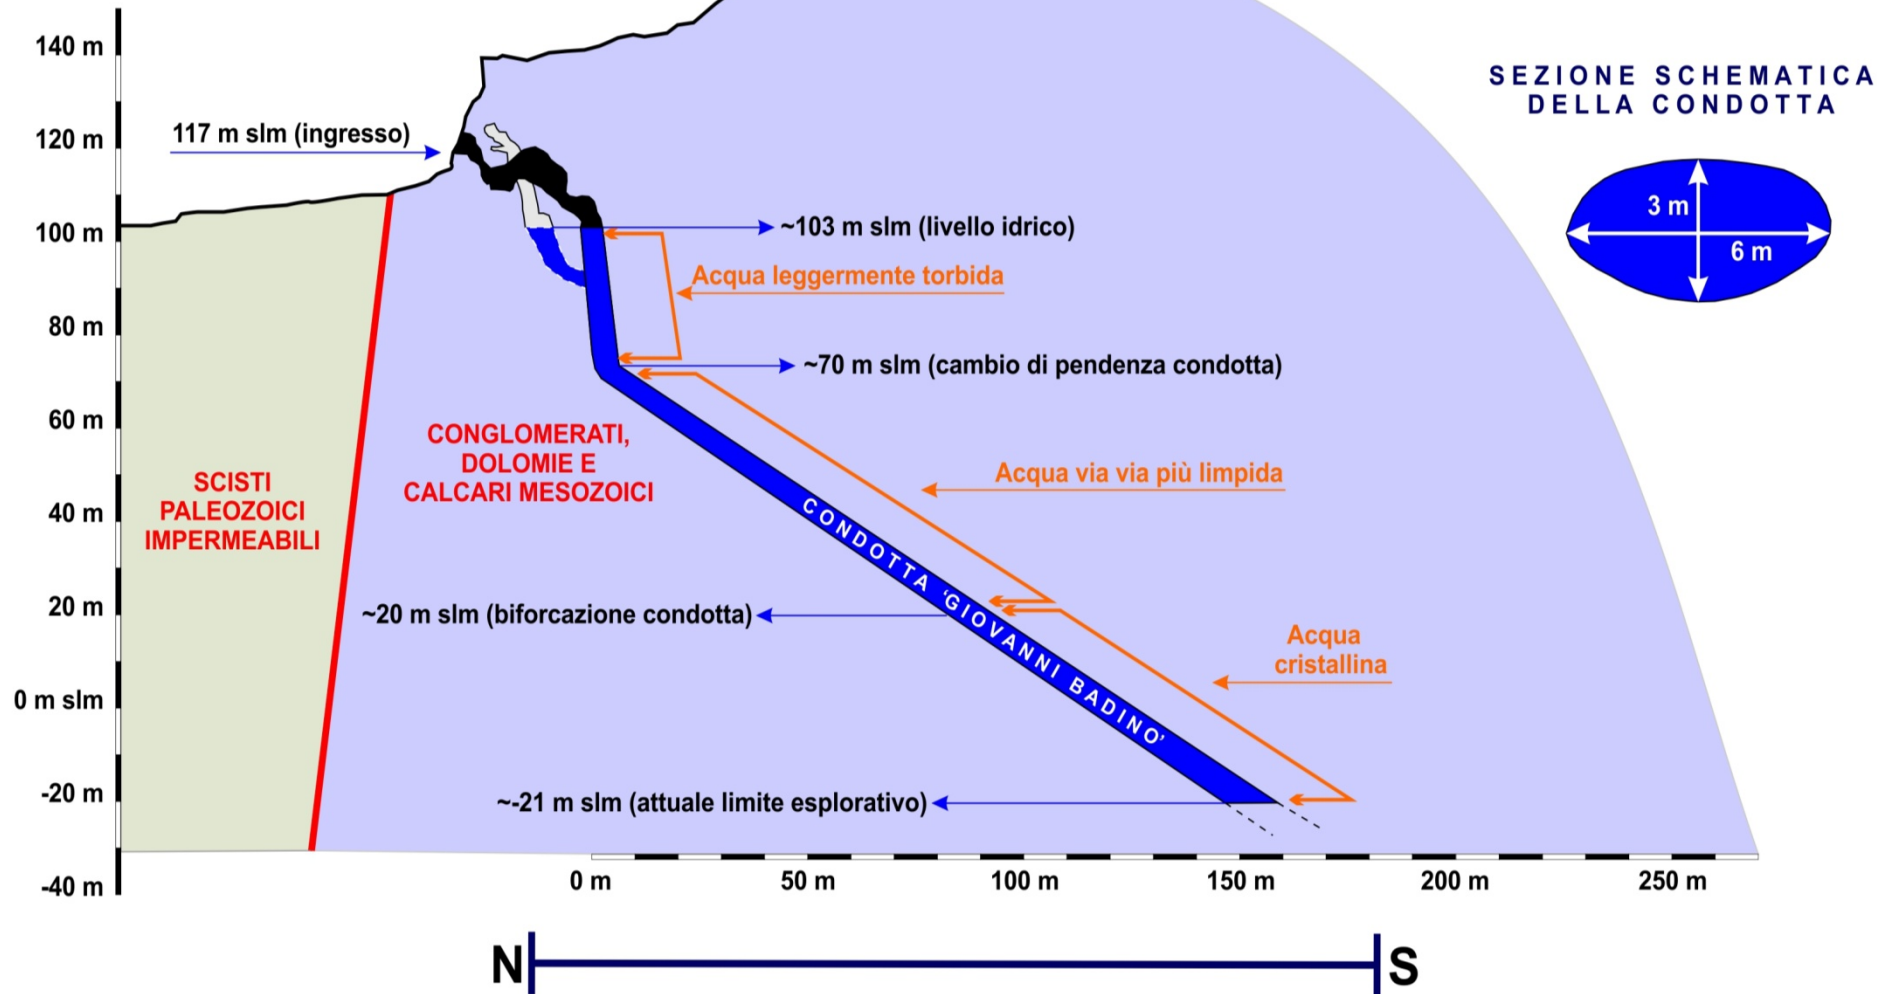 140 m
120 m
100 m
80 m
60 m
40 m
20 m
0 m slm
-20 m
-40 m
SEZIONE SCHEMATICA
DELLA CONDOTTA
3 m
6 m
117 m slm (ingresso)
~103 m slm (livello idrico)
Acqua leggermente torbida
~70 m slm (cambio di pendenza condotta)
CONGLOMERATI,
DOLOMIE E
CALCARI MESOZOICI
SCISTI
PALEOZOICI
IMPERMEABILI
Acqua via via più limpida
CONDOTTA ‘GIOVANNI BADINO’
~20 m slm (biforcazione condotta)
Acqua
cristallina
~-21 m slm (attuale limite esplorativo)
0 m 50 m 100 m 150 m 200 m 250 m
N S